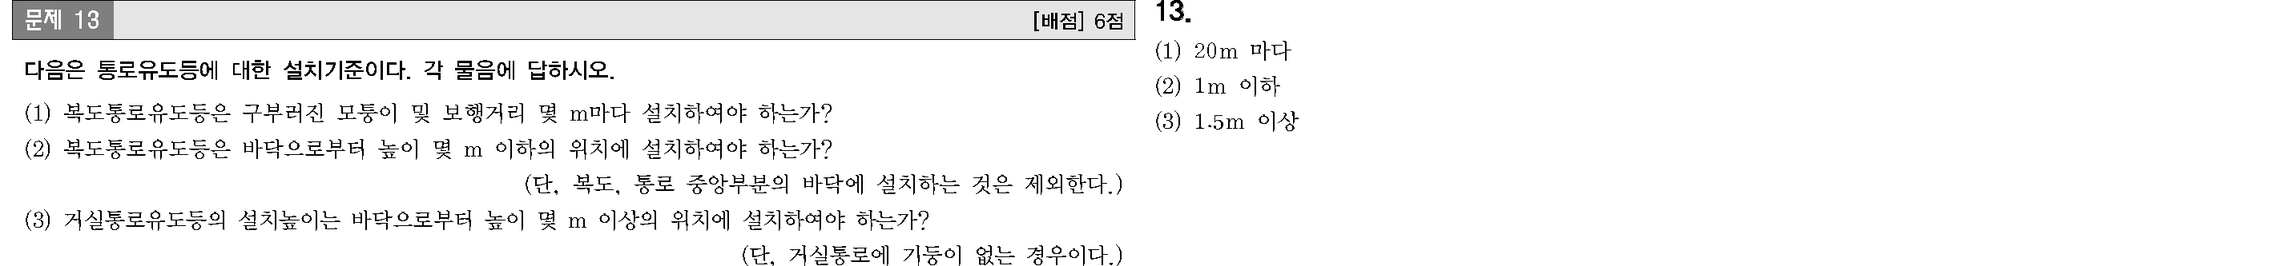 문제 13
[배점] 6점
다음은 통로유도등에 대한 설치기준이다. 각 물음에 답하시오.
(1) 복도통로유도등은 구부러진 모퉁이 및 보행거리 몇 m마다 설치하여야 하는가?
(2) 복도통로유도등은 바닥으로부터 높이 몇 m 이하의 위치에 설치하여야 하는가?
(단, 복도, 통로 중앙부분의 바닥에 설치하는 것은 제외한다.)
(3) 거실통로유도등의 설치높이는 바닥으로부터 높이 몇 m 이상의 위치에 설치하여야 하는가?
(단, 거실통로에 기둥이 없는 경우이다.)
13.
(1) 20m 마다
(2) 1m 이하
(3) 1.5m 이상